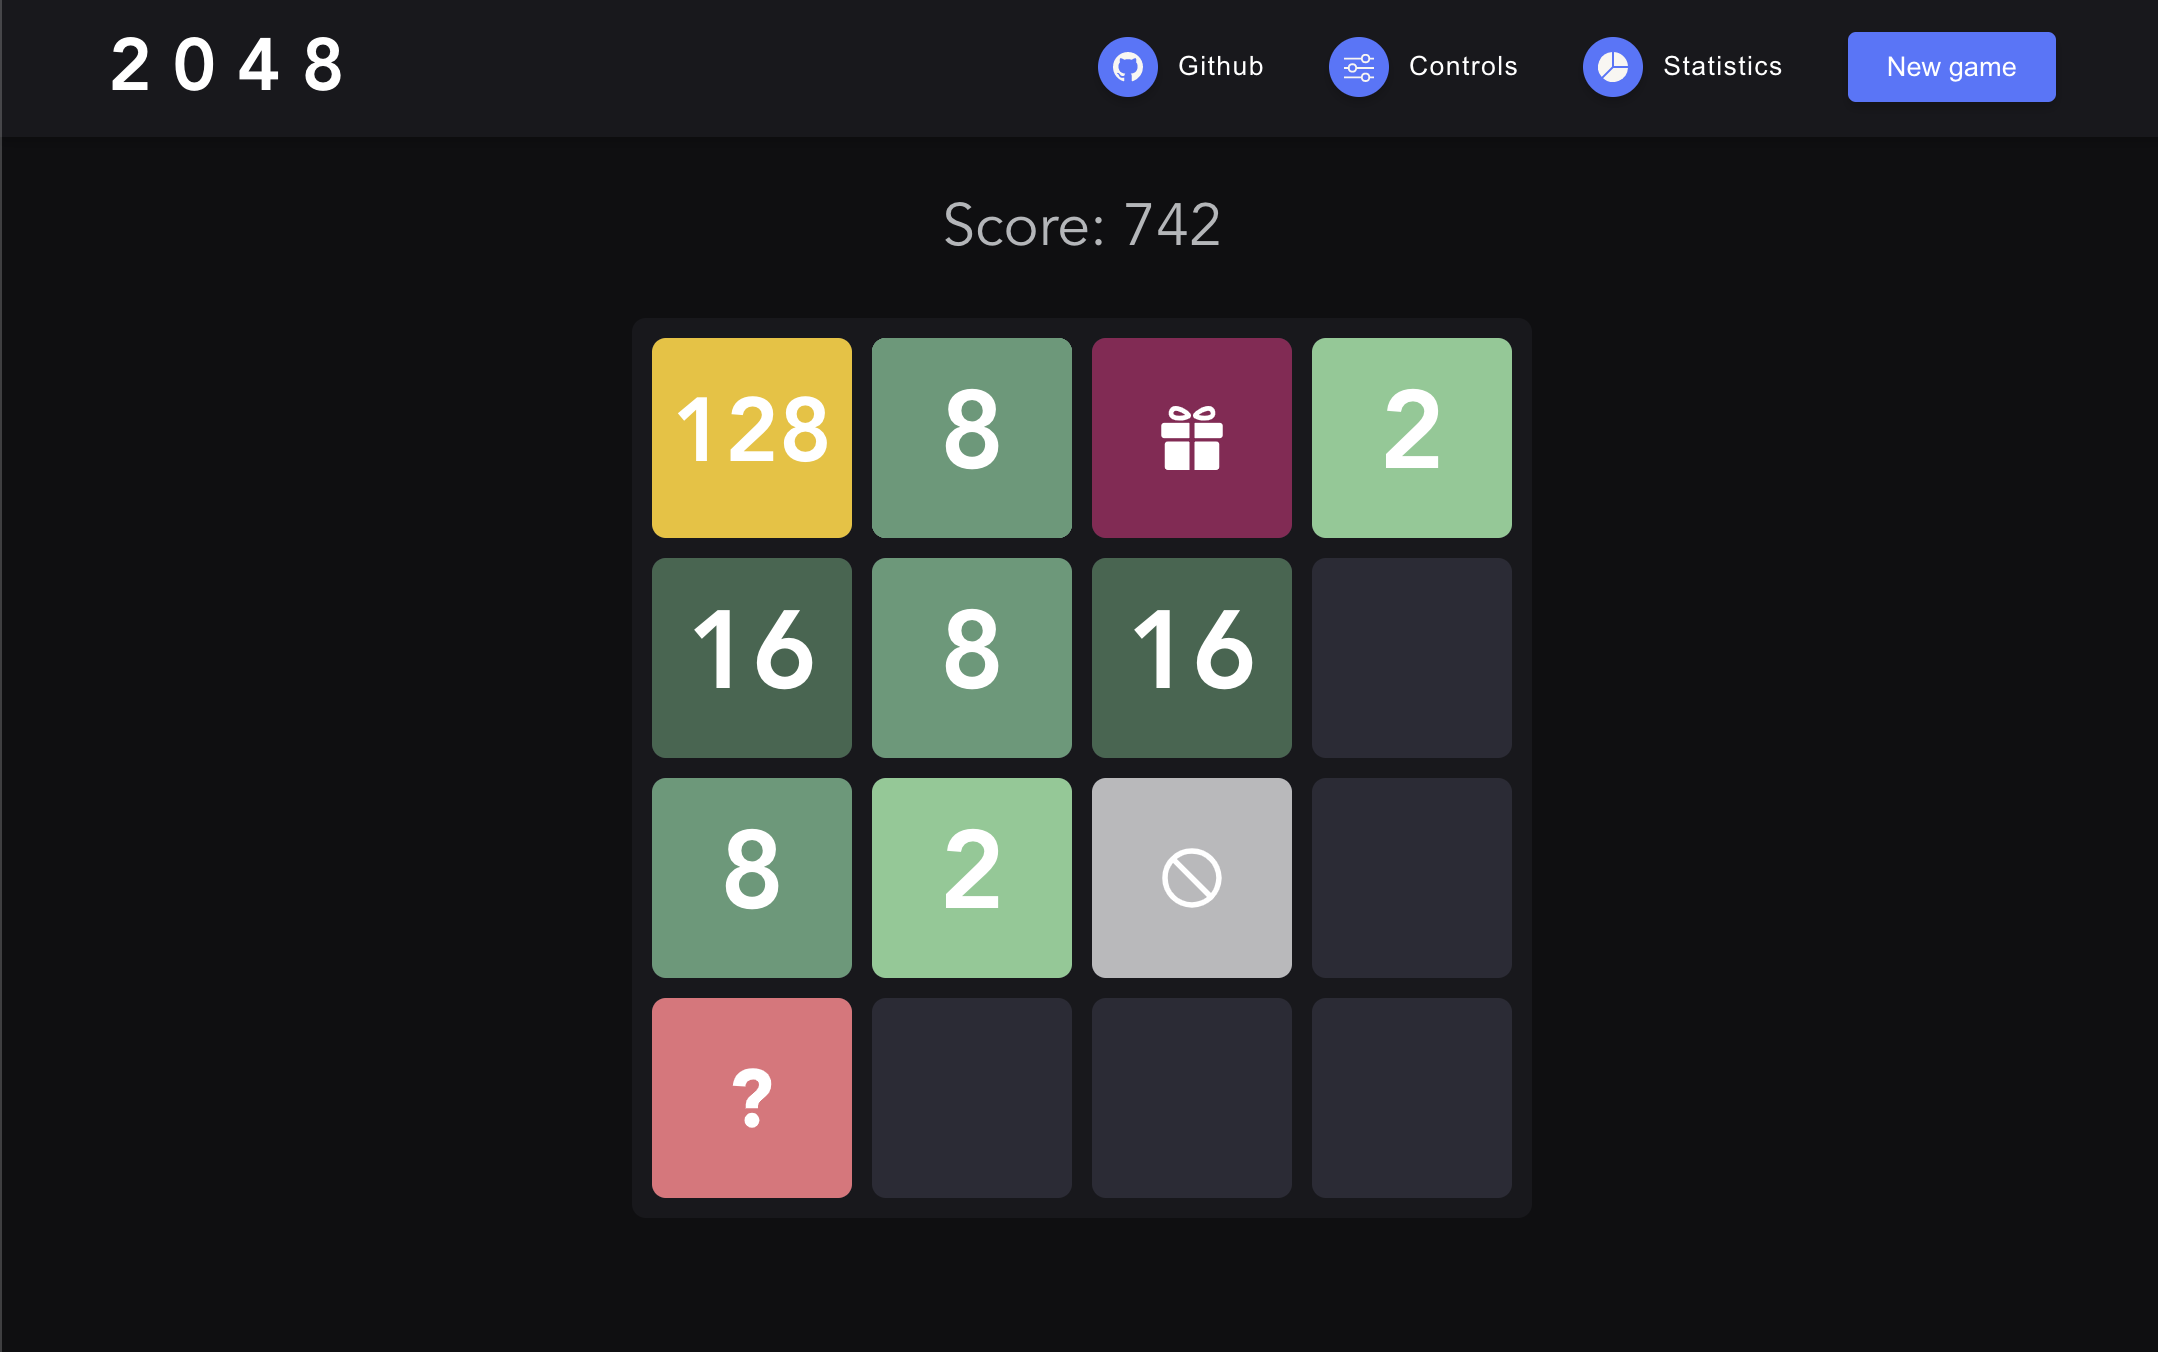 2048
Github
Controls
Statistics
New game
Score: 742
128 8 2
16 8 16
8 2
?